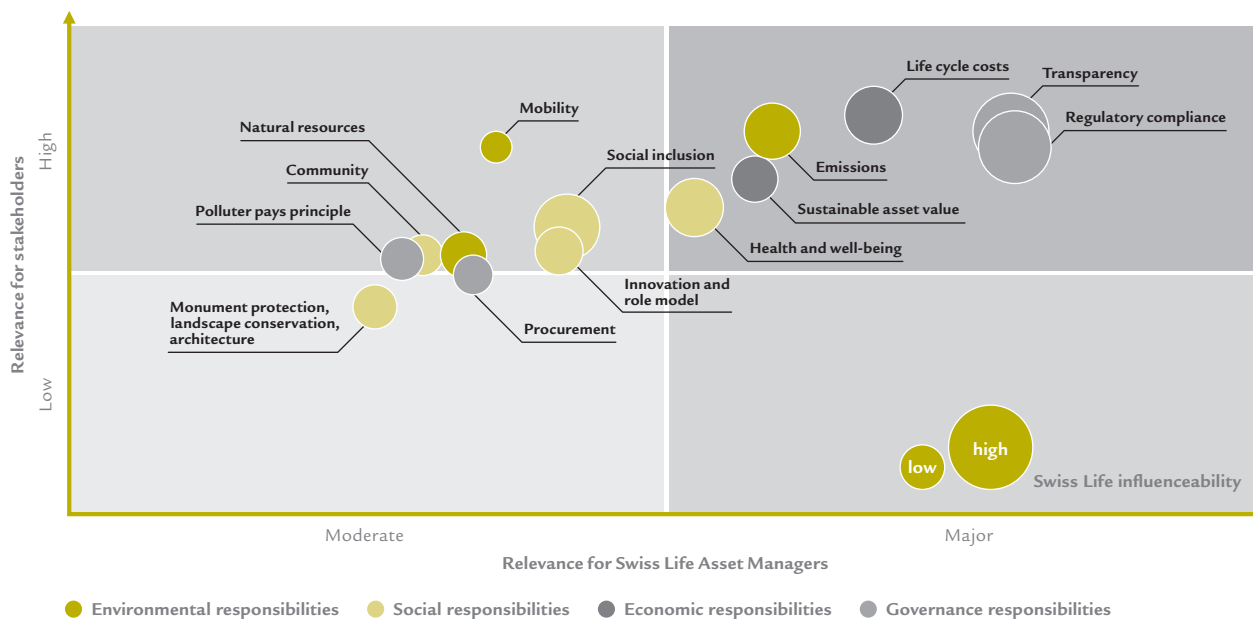 Life cycle costs
Transparency
Mobility
Regulatory compliance
Natural resources
Social inclusion
Community
Emissions
Polluter pays principle
Sustainable asset value
Health and well-being
Innovation and
role model
Monument protection,
landscape conservation,
architecture
Procurement
High
Low
Relevance for stakeholders
high
low
Swiss Life influenceability
Moderate
Major
Relevance for Swiss Life Asset Managers
Environmental responsibilities
Social responsibilities
Economic responsibilities
Governance responsibilities